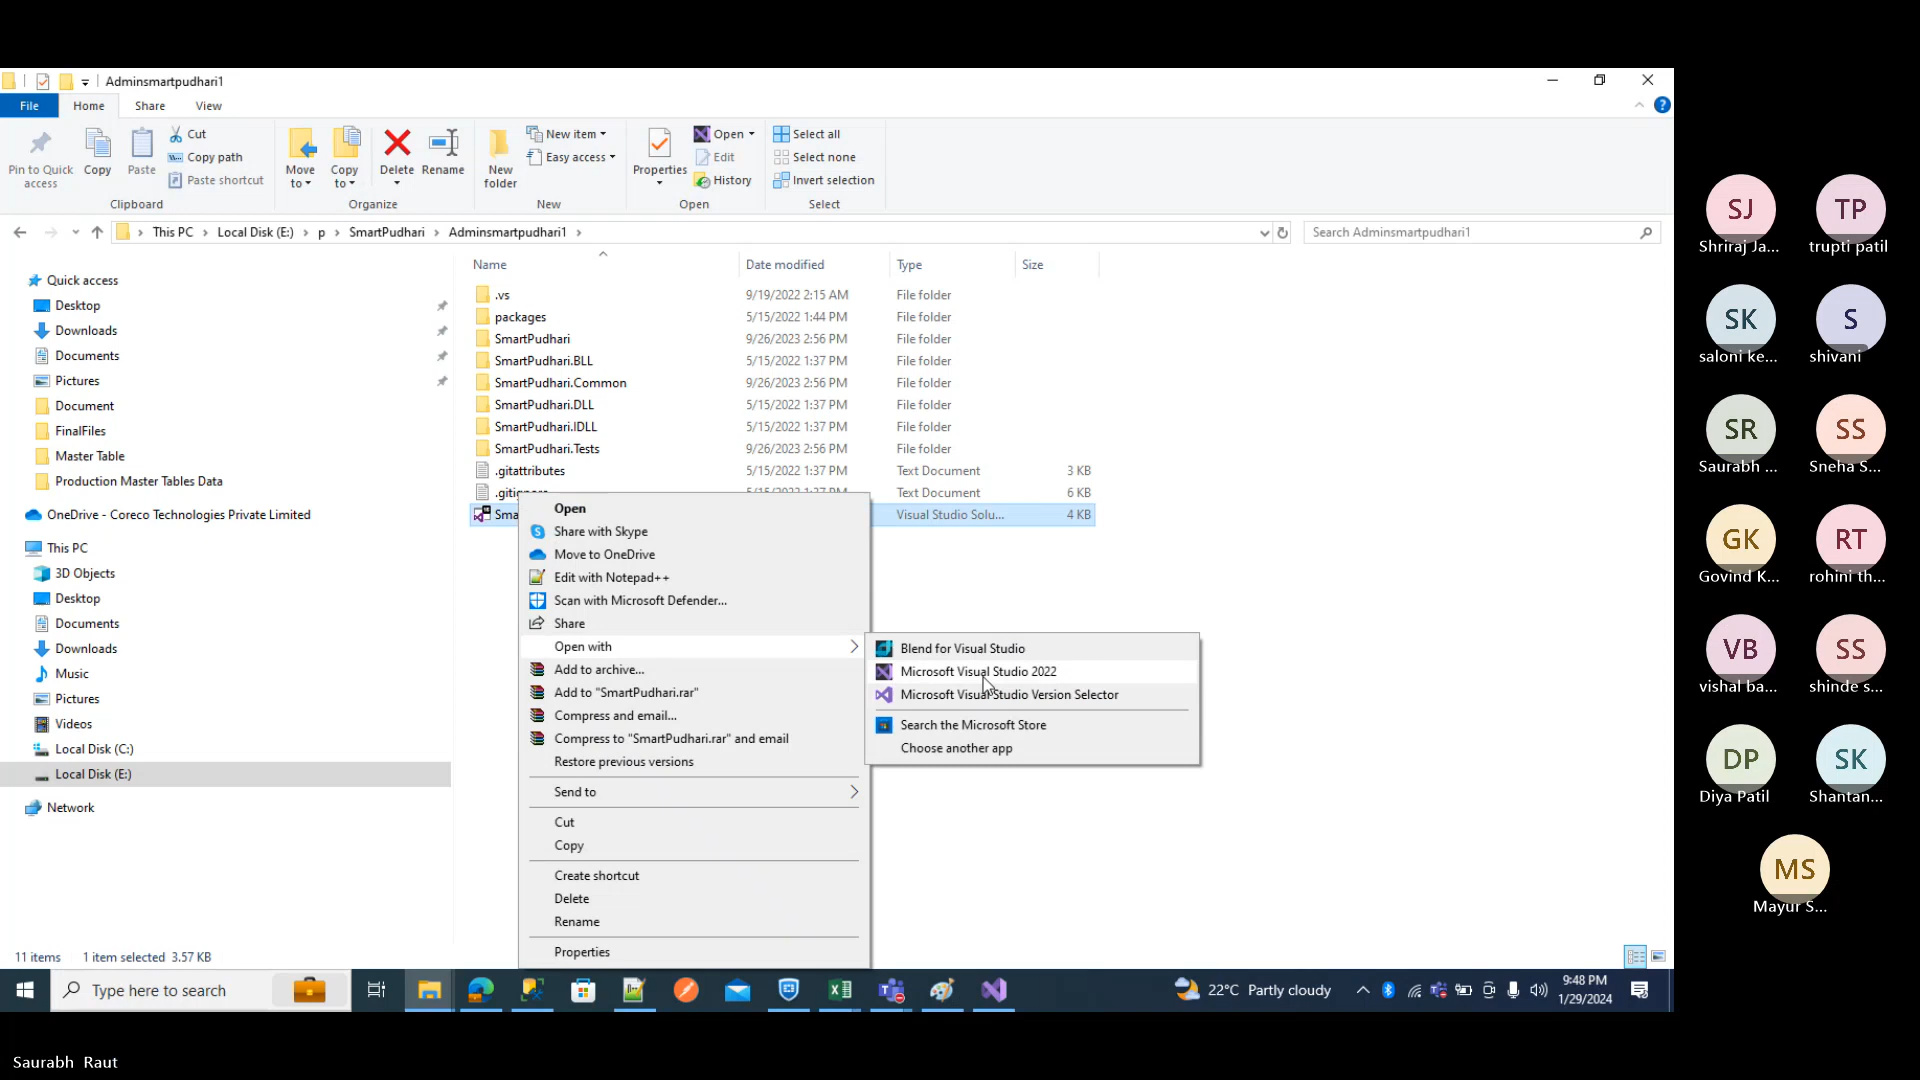 Adminsmartpudhari1
File Home Share View
Pin to Quick access
Copy
Paste
Cut
Copy path
Paste shortcut
Clipboard
Move to
Copy to
Delete
Rename
Organize
New folder
New item
Easy access
New
Properties
Open
Edit
History
Open
Select all
Select none
Invert selection
Select
This PC > Local Disk (E:) > p > SmartPudhari > Adminsmartpudhari1 >
Search Adminsmartpudhari1
Quick access
Desktop
Downloads
Documents
Pictures
Document
FinalFiles
Master Table
Production Master Tables Data
OneDrive - Coreco Technologies Private Limited
This PC
3D Objects
Desktop
Documents
Downloads
Music
Pictures
Videos
Local Disk (C:)
Local Disk (E:)
Network
Name Date modified Type Size
.vs 9/19/2022 2:15 AM File folder
packages 5/15/2022 1:44 PM File folder
SmartPudhari 9/26/2023 2:56 PM File folder
SmartPudhari.BLL 5/15/2022 1:37 PM File folder
SmartPudhari.Common 9/26/2023 2:56 PM File folder
SmartPudhari.DLL 5/15/2022 1:37 PM File folder
SmartPudhari.IDLL 5/15/2022 1:37 PM File folder
SmartPudhari.Tests 9/26/2023 2:56 PM File folder
.gitattributes 5/15/2022 1:37 PM Text Document 3 KB
.gitignore 5/15/2022 1:37 PM Text Document 6 KB
Sma Visual Studio Solu... 4 KB
Open
Share with Skype
Move to OneDrive
Edit with Notepad++
Scan with Microsoft Defender...
Share
Open with
Add to archive...
Add to "SmartPudhari.rar"
Compress and email...
Compress to "SmartPudhari.rar" and email
Restore previous versions
Send to
Cut
Copy
Create shortcut
Delete
Rename
Properties
Blend for Visual Studio
Microsoft Visual Studio 2022
Microsoft Visual Studio Version Selector
Search the Microsoft Store
Choose another app
11 items 1 item selected 3.57 KB
Type here to search
22°C Partly cloudy
9:48 PM
1/29/2024
SJ TP
Shriraj Ja... trupti patil
SK S
saloni ke... shivani
SR SS
Saurabh ... Sneha S...
GK RT
Govind K... rohini th...
VB SS
vishal ba... shinde s...
DP SK
Diya Patil Shantan...
MS
Mayur S...
Saurabh Raut